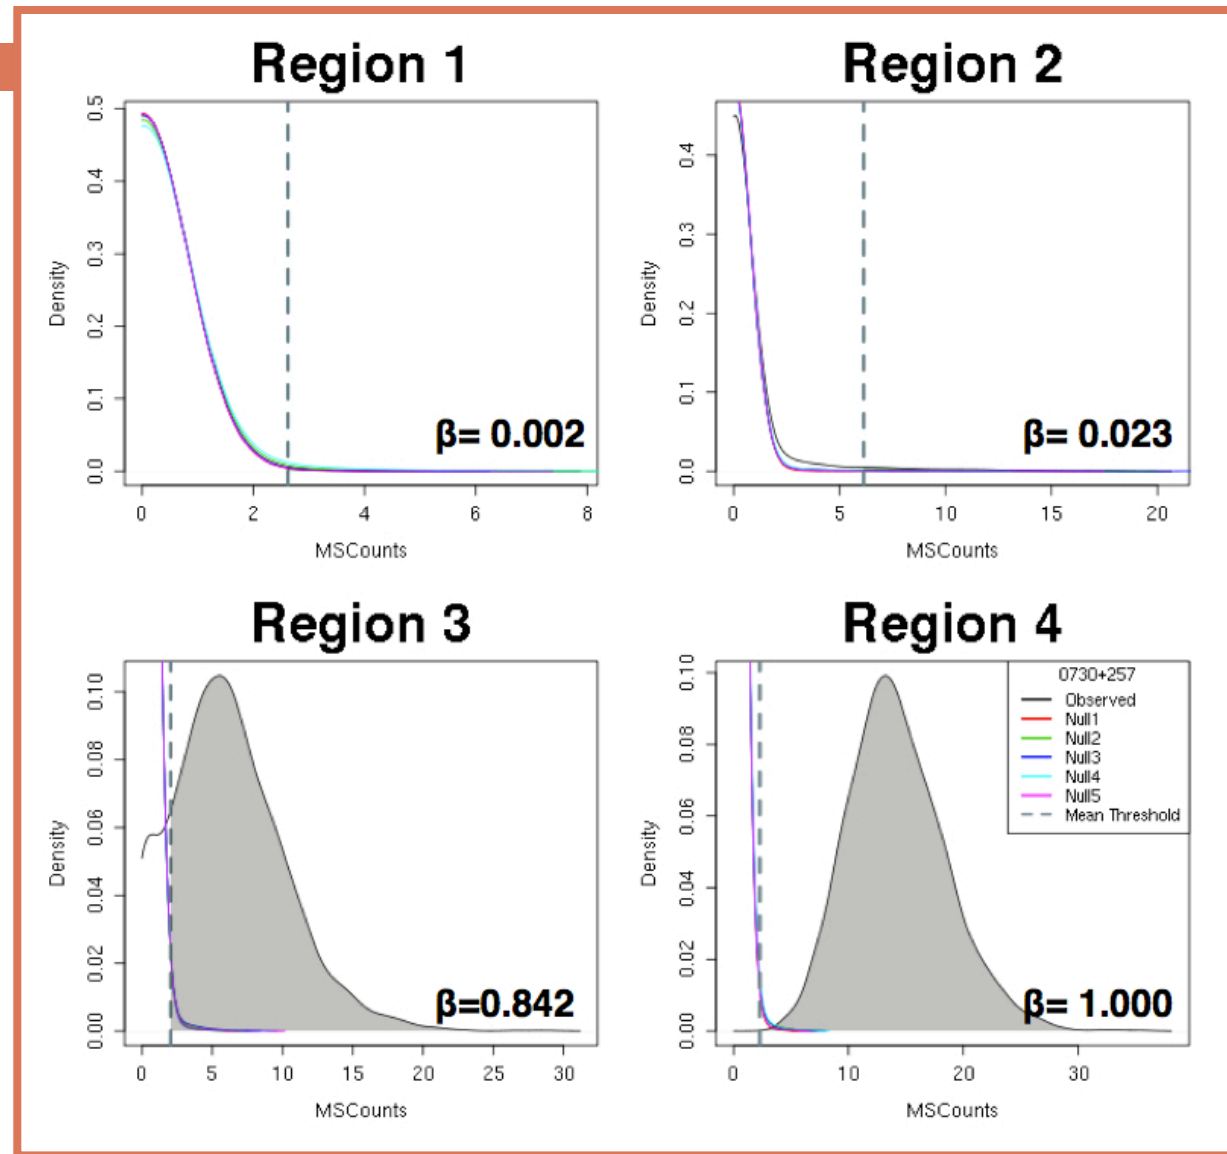 Region 1
Density
0.0
0.1
0.2
0.3
0.4
0.5
β= 0.002
0
2
4
6
8
MSCounts
Region 2
Density
0.0
0.1
0.2
0.3
0.4
β= 0.023
0
5
10
15
20
MSCounts
Region 3
Density
0.00
0.02
0.04
0.06
0.08
0.10
β=0.842
0
5
10
15
20
25
30
MSCounts
Region 4
Density
0.00
0.02
0.04
0.06
0.08
0.10
0730+257
Observed
Null1
Null2
Null3
Null4
Null5
Mean Threshold
β= 1.000
0
10
20
30
MSCounts